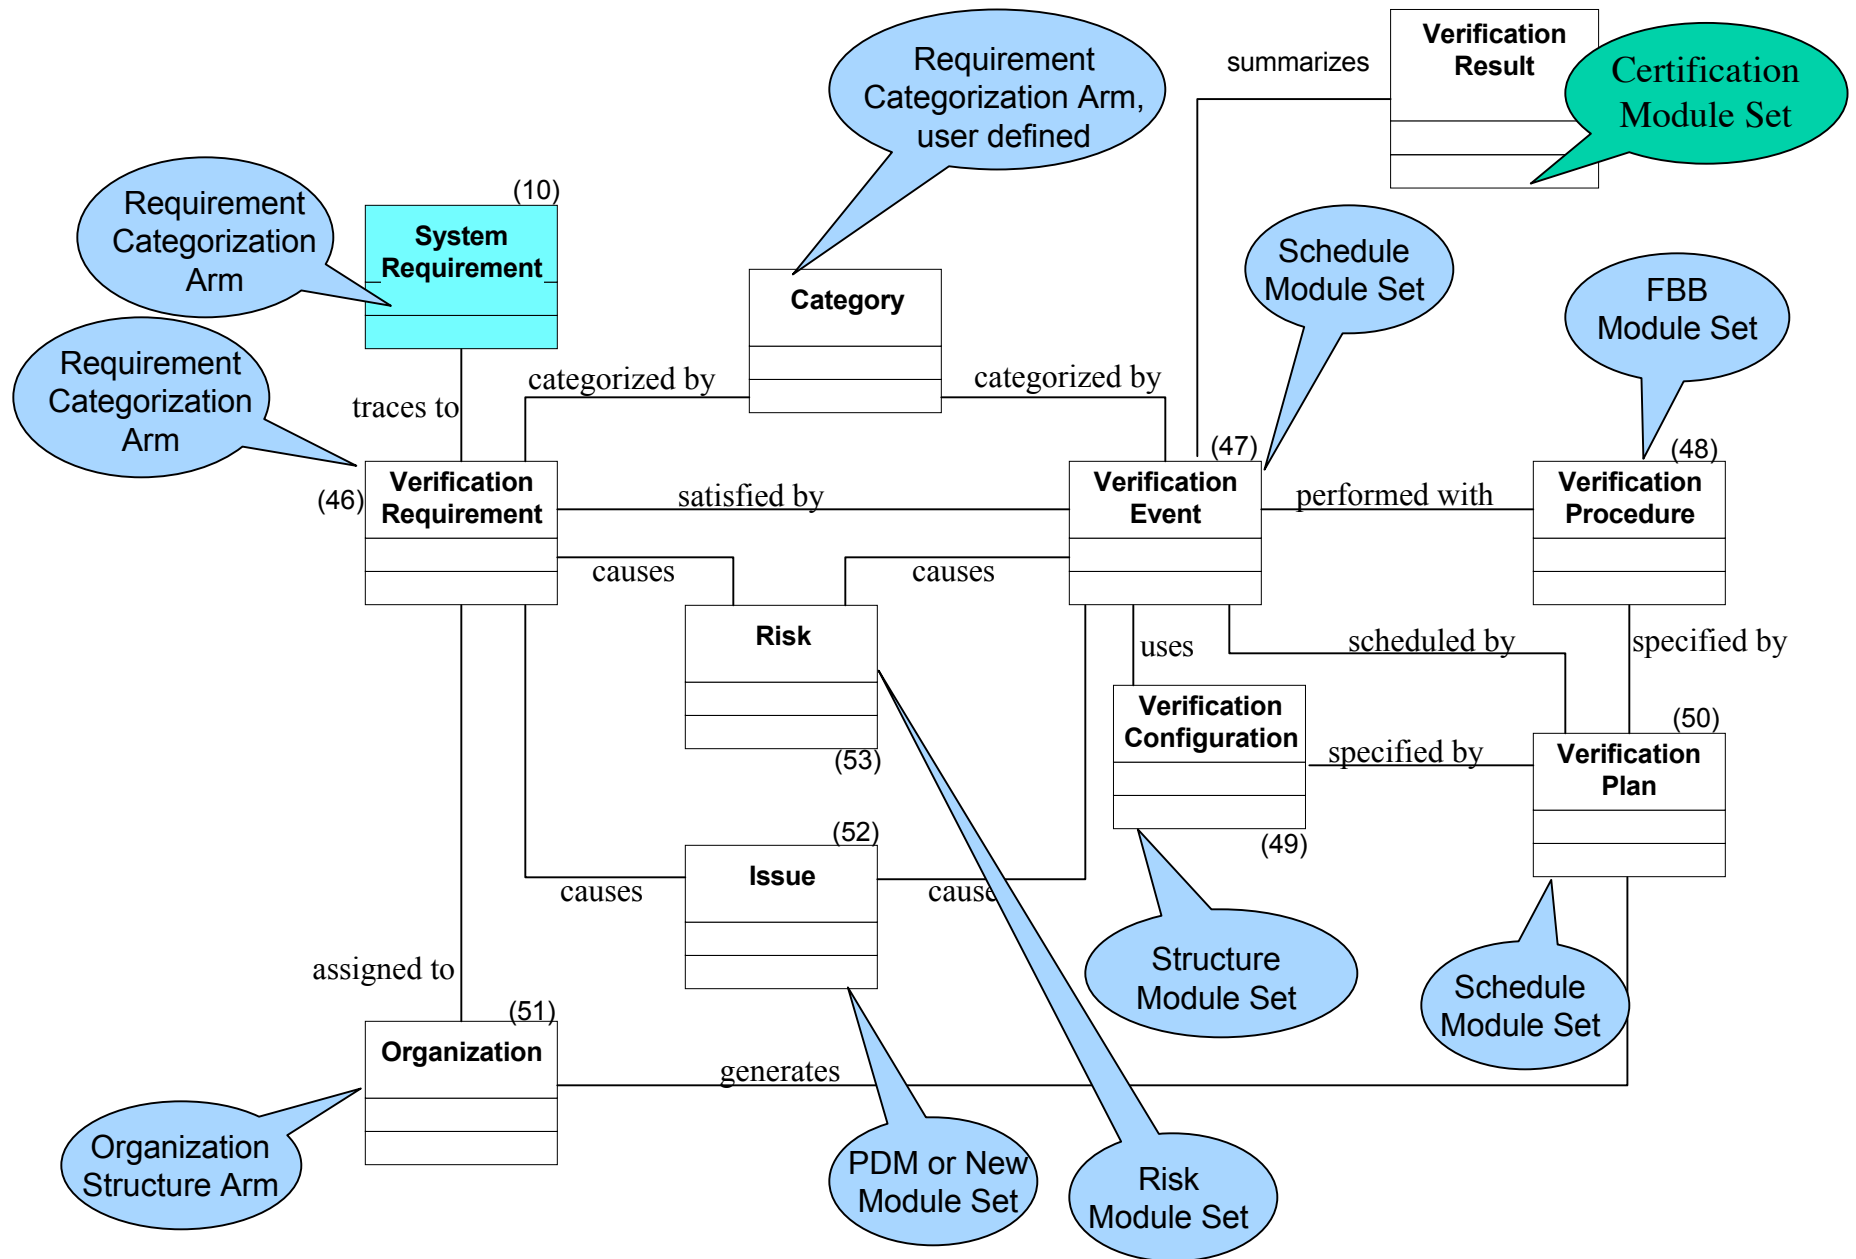 Verification
Result
summarizes
Certification
Module Set
Requirement
Categorization Arm,
user defined
Requirement
Categorization
Arm
(10)
System
Requirement
Category
Schedule
Module Set
FBB
Module Set
Requirement
Categorization
Arm
categorized by
categorized by
traces to
(46)
Verification
Requirement
satisfied by
(47)
Verification
Event
performed with
(48)
Verification
Procedure
causes
causes
Risk
(53)
uses
scheduled by
specified by
Verification
Configuration
(49)
specified by
(50)
Verification
Plan
(52)
Issue
causes
cause
Structure
Module Set
Schedule
Module Set
assigned to
(51)
Organization
generates
Organization
Structure Arm
PDM or New
Module Set
Risk
Module Set